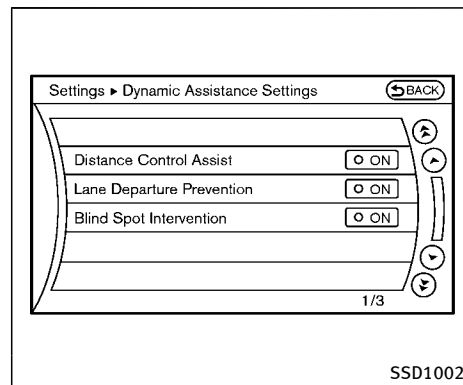 Settings ▸ Dynamic Assistance Settings BACK
Distance Control Assist ON
Lane Departure Prevention ON
Blind Spot Intervention ON
1/3
SSD1002